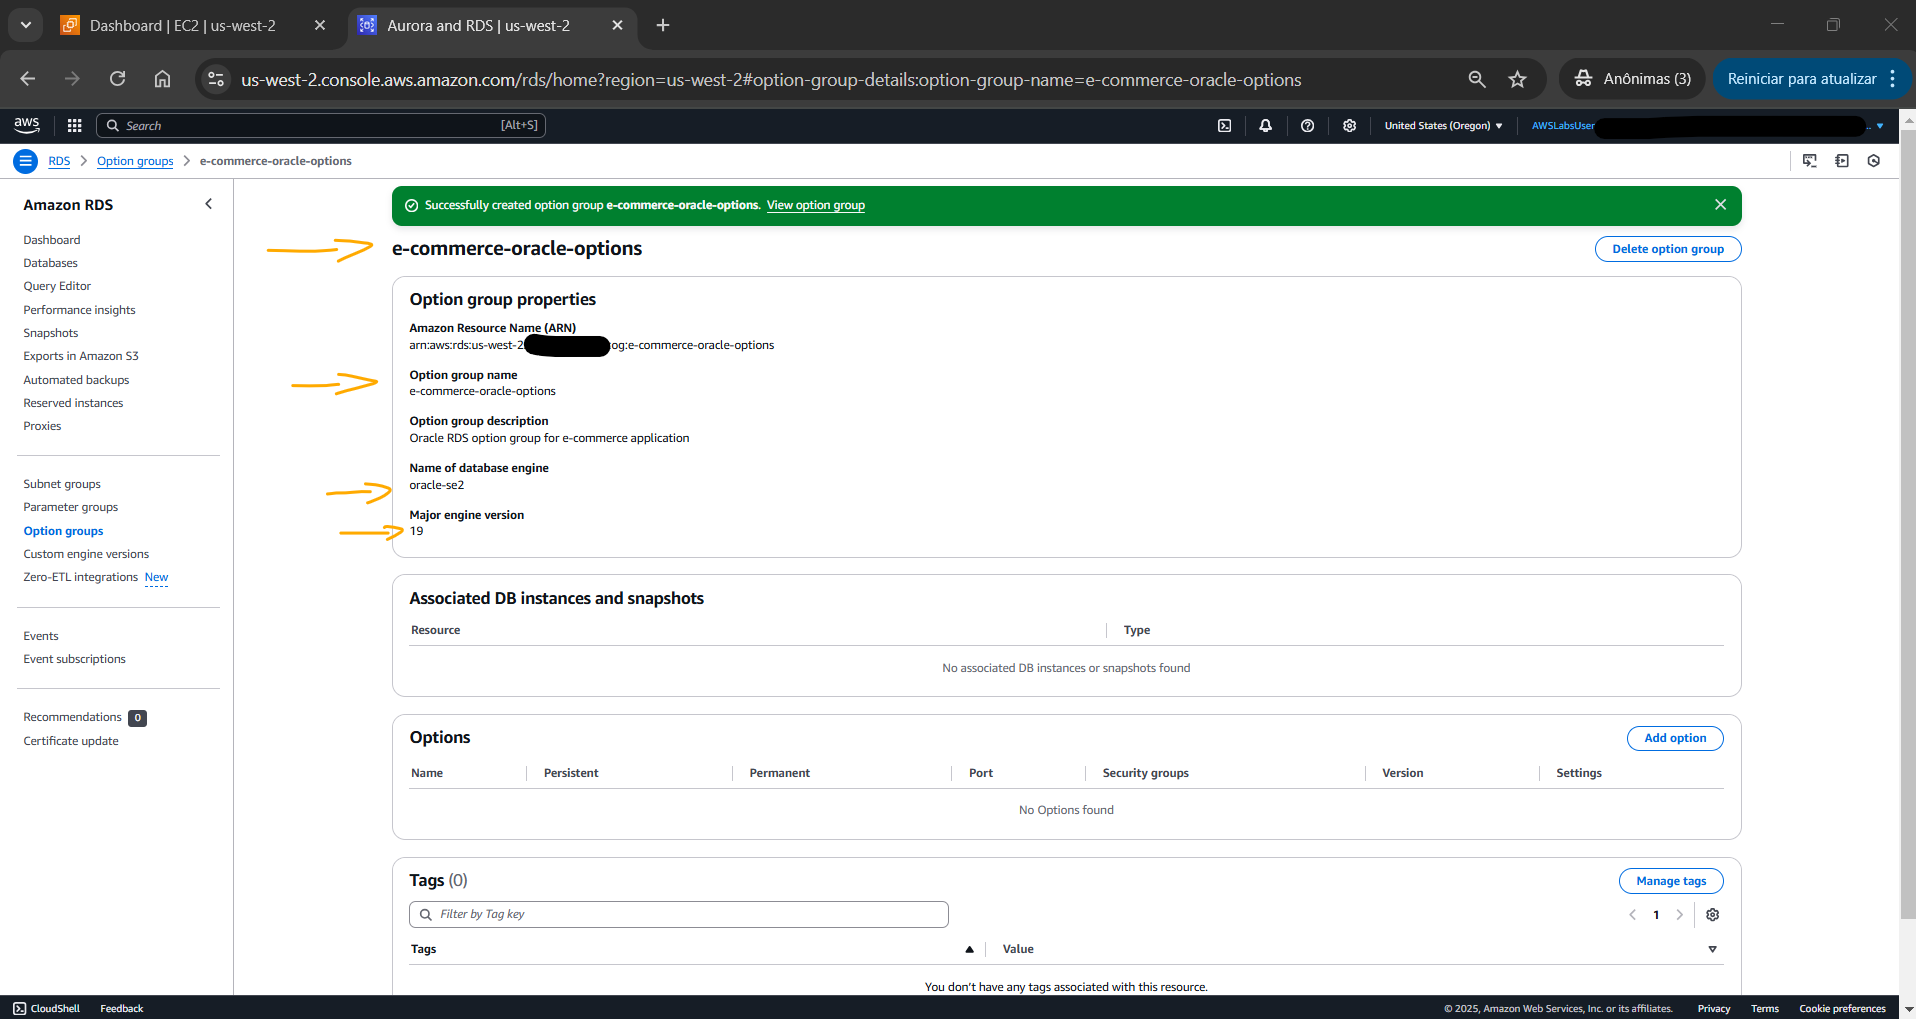 Dashboard | EC2 | us-west-2
Aurora and RDS | us-west-2
us-west-2.console.aws.amazon.com/rds/home?region=us-west-2#option-group-details:option-group-name=e-commerce-oracle-options
Anônimas (3)
Reiniciar para atualizar
aws
Search
[Alt+S]
United States (Oregon)
AWSLabsUser
RDS
Option groups
e-commerce-oracle-options
Amazon RDS
Dashboard
Databases
Query Editor
Performance insights
Snapshots
Exports in Amazon S3
Automated backups
Reserved instances
Proxies
Subnet groups
Parameter groups
Option groups
Custom engine versions
Zero-ETL integrations New
Events
Event subscriptions
Recommendations 0
Certificate update
Successfully created option group e-commerce-oracle-options. View option group
e-commerce-oracle-options
Delete option group
Option group properties
Amazon Resource Name (ARN)
arn:aws:rds:us-west-2 og:e-commerce-oracle-options
Option group name
e-commerce-oracle-options
Option group description
Oracle RDS option group for e-commerce application
Name of database engine
oracle-se2
Major engine version
19
Associated DB instances and snapshots
Resource
Type
No associated DB instances or snapshots found
Options
Add option
Name
Persistent
Permanent
Port
Security groups
Version
Settings
No Options found
Tags (0)
Manage tags
Filter by Tag key
1
Tags
Value
You don't have any tags associated with this resource.
CloudShell
Feedback
© 2025, Amazon Web Services, Inc. or its affiliates.
Privacy
Terms
Cookie preferences